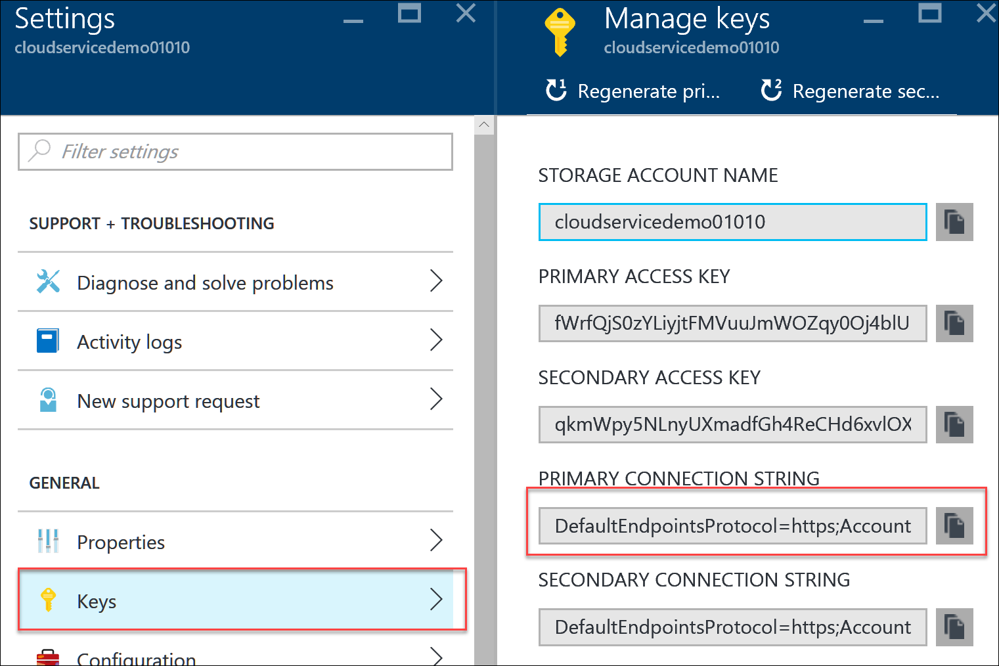 Settings
cloudservicedemo01010
Filter settings
SUPPORT + TROUBLESHOOTING
Diagnose and solve problems
Activity logs
New support request
GENERAL
Properties
Keys
Configuration
Manage keys
cloudservicedemo01010
1 Regenerate pri... 2 Regenerate sec...
STORAGE ACCOUNT NAME
cloudservicedemo01010
PRIMARY ACCESS KEY
fWrfQjS0zYLiyjtFMVuuJmWOZqy0Oj4blU
SECONDARY ACCESS KEY
qkmWpy5NLnyUXmadfGh4ReCHd6xvlOX
PRIMARY CONNECTION STRING
DefaultEndpointsProtocol=https;Account
SECONDARY CONNECTION STRING
DefaultEndpointsProtocol=https;Account